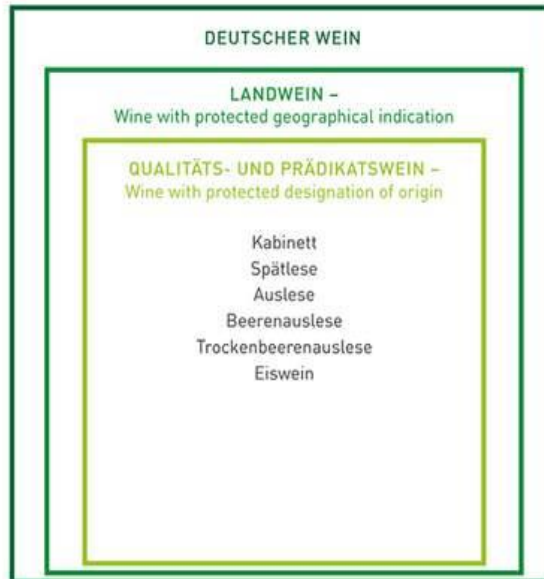 DEUTSCHER WEIN
LANDWEIN –
Wine with protected geographical indication
QUALITÄTS- UND PRÄDIKATSWEIN –
Wine with protected designation of origin
Kabinett
Spätlese
Auslese
Beerenauslese
Trockenbeerenauslese
Eiswein